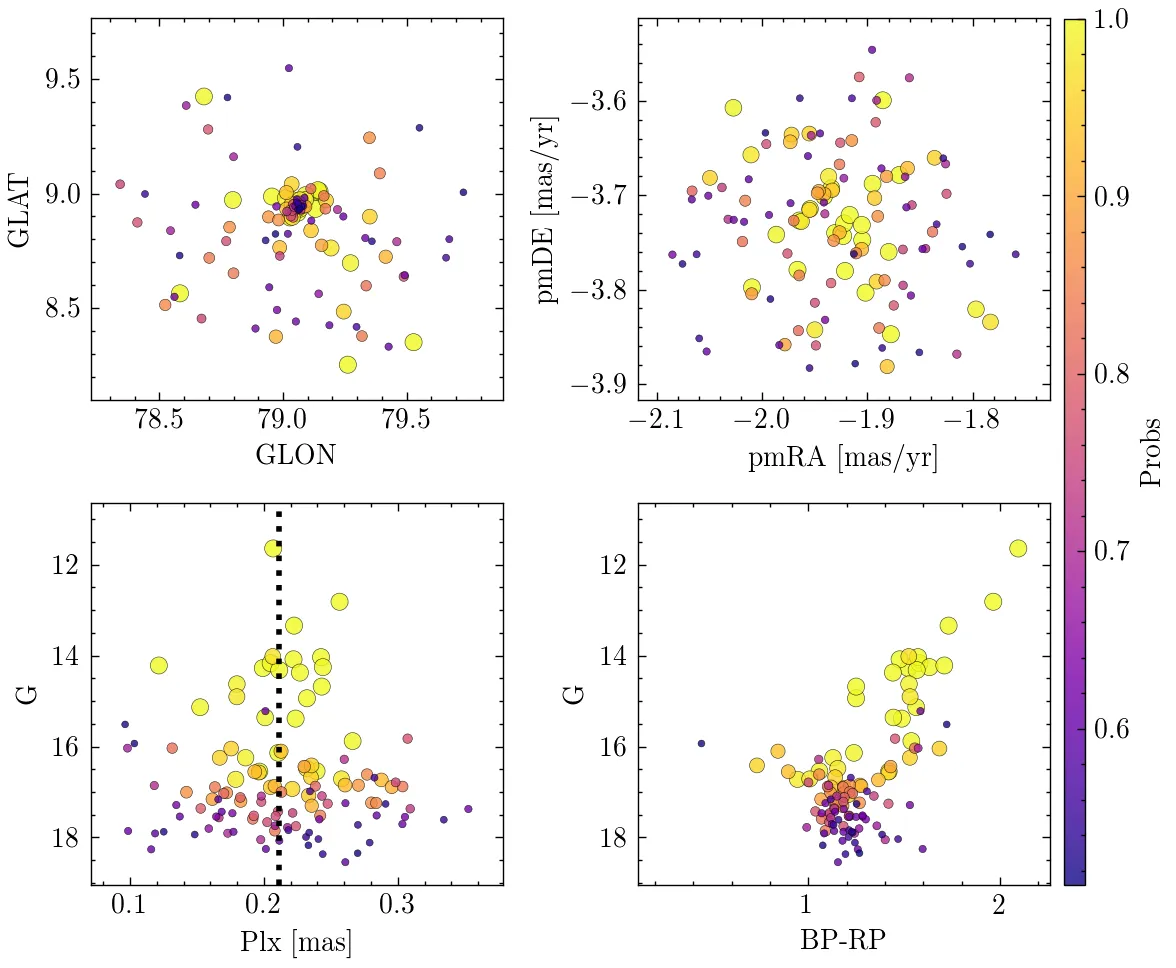 9.5
9.0
8.5
GLAT
78.5 79.0 79.5
GLON
−3.6
−3.7
−3.8
−3.9
pmDE [mas/yr]
−2.1 −2.0 −1.9 −1.8
pmRA [mas/yr]
1.0
0.9
0.8
0.7
0.6
Probs
12
14
16
18
G
0.1 0.2 0.3
Plx [mas]
12
14
16
18
G
1 2
BP-RP